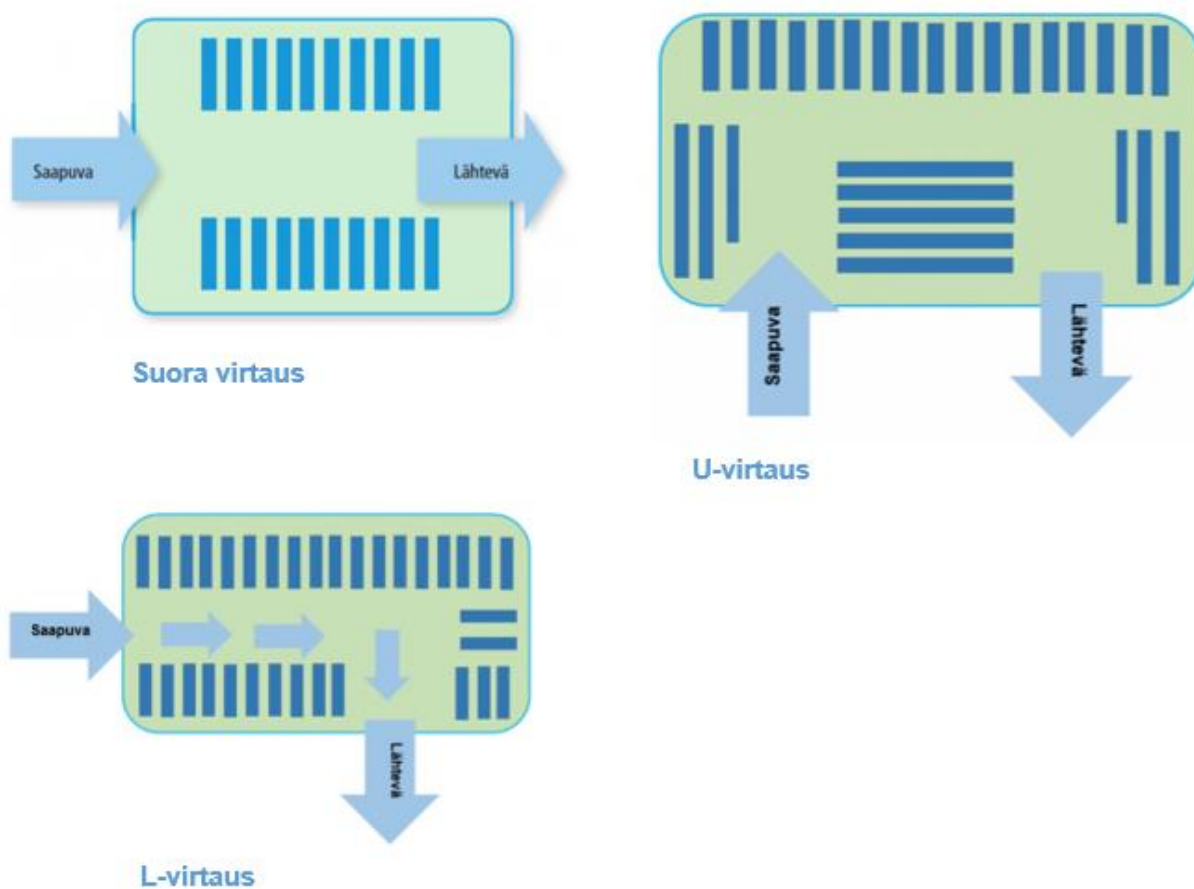 Saapuva
Lähtevä
Suora virtaus
Saapuva
Lähtevä
U-virtaus
Saapuva
Lähtevä
L-virtaus